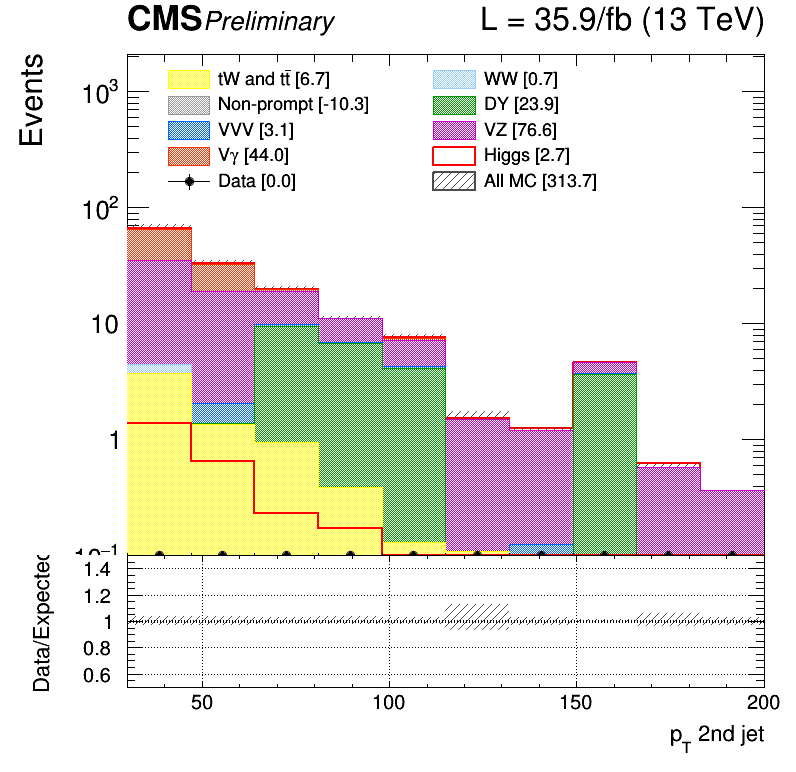 CMS Preliminary L = 35.9/fb (13 TeV)
Events
tW and tt̄ [6.7] WW [0.7]
Non-prompt [-10.3] DY [23.9]
VVV [3.1] VZ [76.6]
Vγ [44.0] Higgs [2.7]
Data [0.0] All MC [313.7]
10³
10²
10
1
Data/Expected
1.4
1.2
1
0.8
0.6
50 100 150 200
p_T 2nd jet